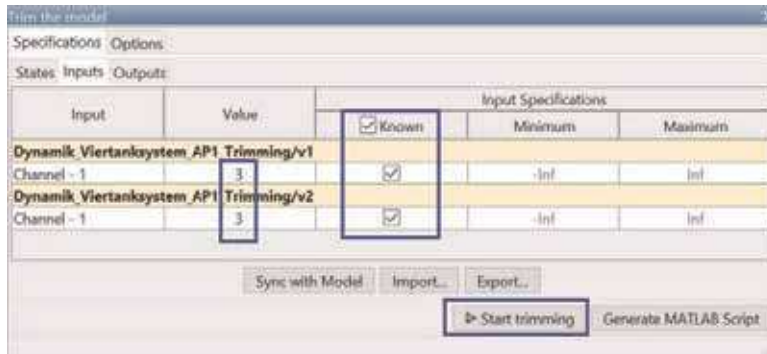 Trim the model
Specifications Options
States Inputs Outputs
Input Value Input Specifications
Known Minimum Maximum
Dynamik_Viertanksystem_AP1_Trimming/v1
Channel - 1 3 -Inf Inf
Dynamik_Viertanksystem_AP1_Trimming/v2
Channel - 1 3 -Inf Inf
Sync with Model Import... Export...
Start trimming Generate MATLAB Script